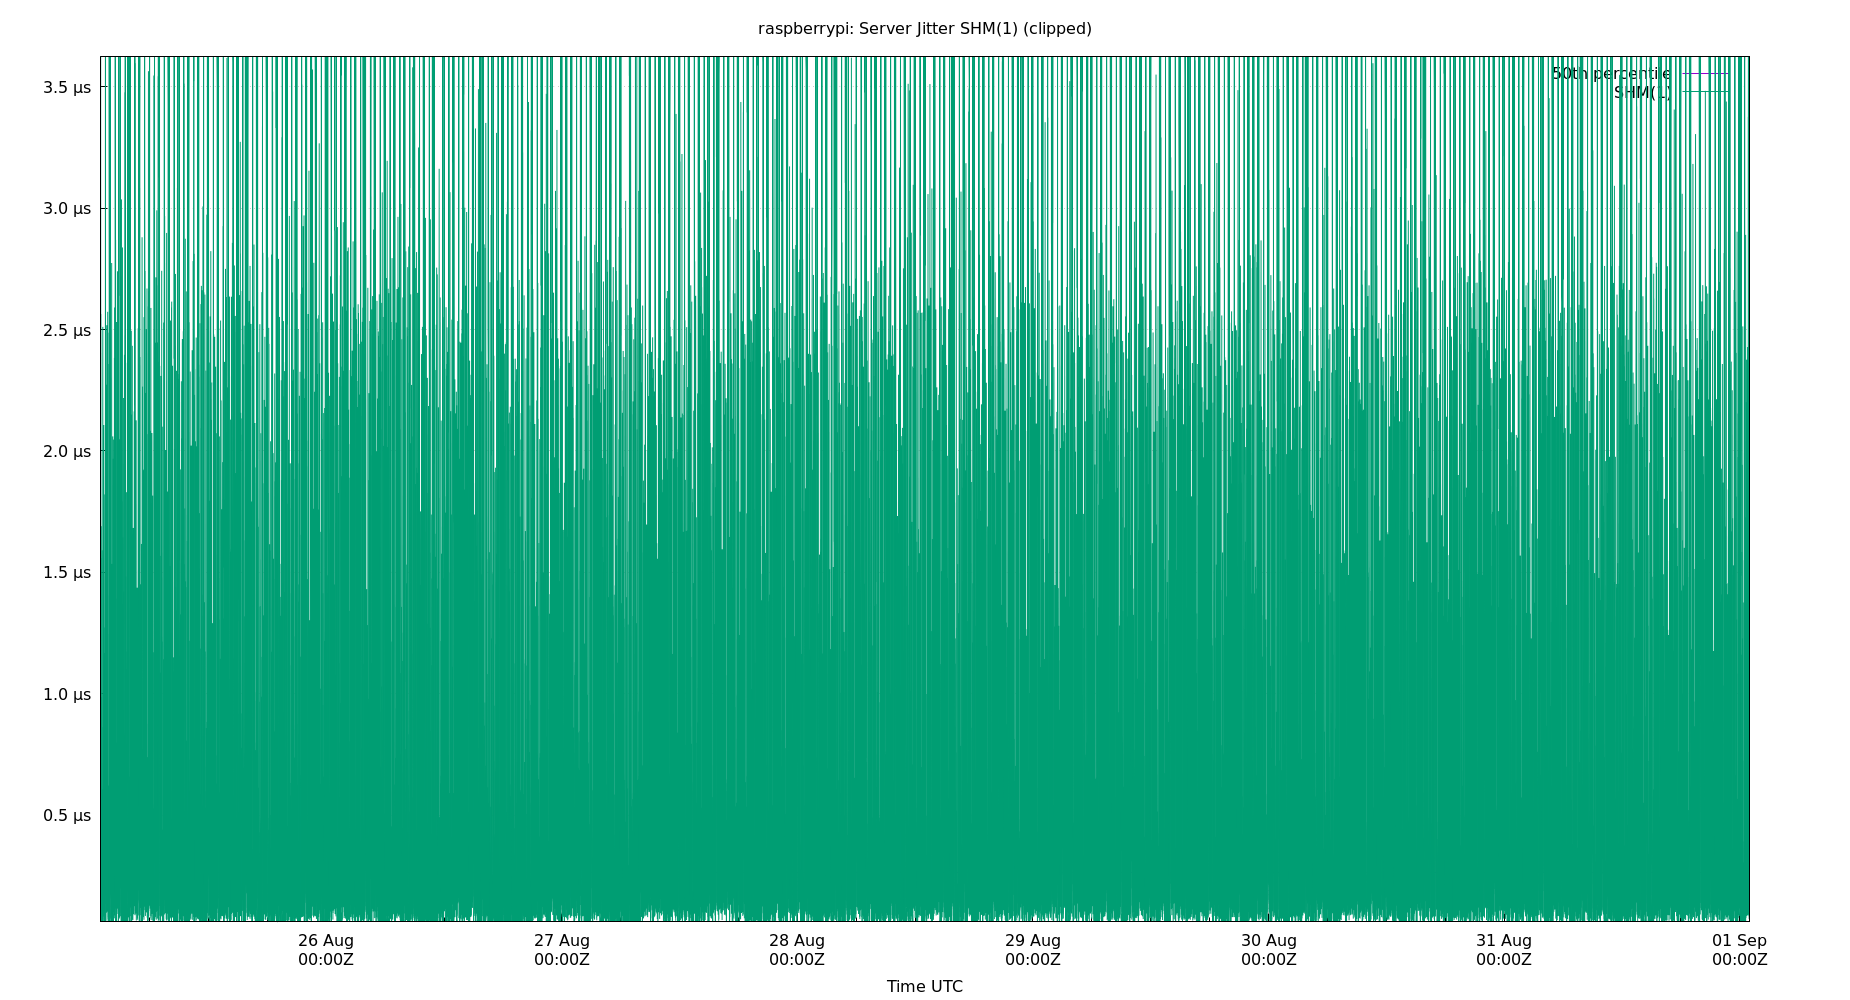 raspberrypi: Server Jitter SHM(1) (clipped)
3.5 µs
50th percentile
SHM(1)
3.0 µs
2.5 µs
2.0 µs
1.5 µs
1.0 µs
0.5 µs
26 Aug 27 Aug 28 Aug 29 Aug 30 Aug 31 Aug 01 Sep
00:00Z 00:00Z 00:00Z 00:00Z 00:00Z 00:00Z 00:00Z
Time UTC